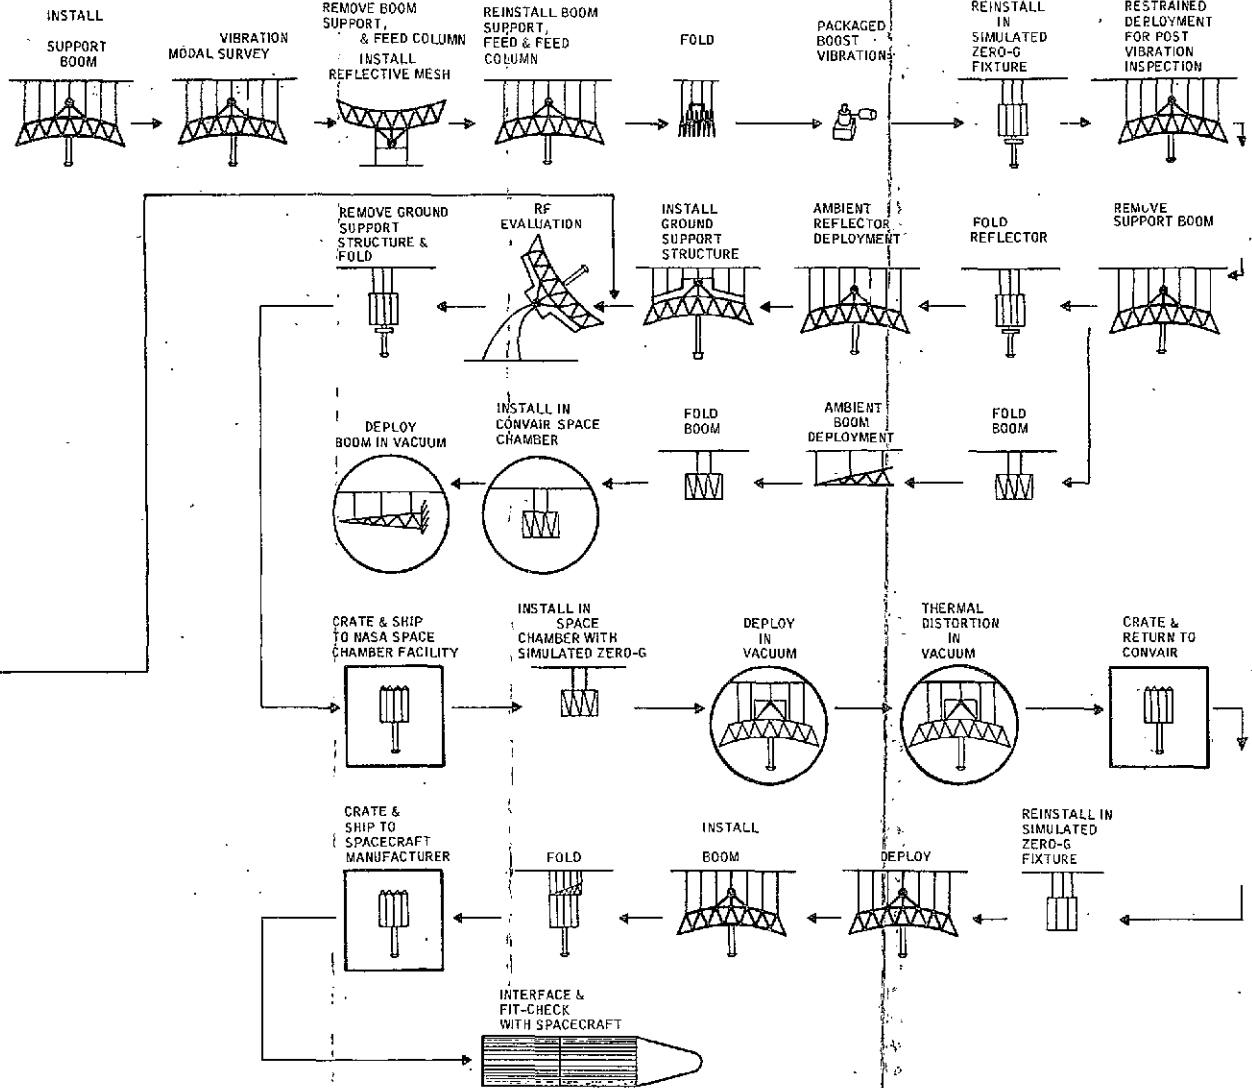 INSTALL
SUPPORT
BOOM
VIBRATION
MODAL SURVEY
REMOVE BOOM
SUPPORT,
& FEED COLUMN
INSTALL
REFLECTIVE MESH
REINSTALL BOOM
SUPPORT,
FEED & FEED
COLUMN
FOLD
PACKAGED
BOOST
VIBRATION
REINSTALL
IN
SIMULATED
ZERO-G
FIXTURE
RESTRAINED
DEPLOYMENT
FOR POST
VIBRATION
INSPECTION
REMOVE GROUND
SUPPORT
STRUCTURE &
FOLD
RF
EVALUATION
INSTALL
GROUND
SUPPORT
STRUCTURE
AMBIENT
REFLECTOR
DEPLOYMENT
FOLD
REFLECTOR
REMOVE
SUPPORT BOOM
DEPLOY
BOOM IN VACUUM
INSTALL IN
CONVAIR SPACE
CHAMBER
FOLD
BOOM
AMBIENT
BOOM
DEPLOYMENT
FOLD
BOOM
CRATE & SHIP
TO NASA SPACE
CHAMBER FACILITY
INSTALL IN
SPACE
CHAMBER WITH
SIMULATED ZERO-G
DEPLOY
IN
VACUUM
THERMAL
DISTORTION
IN
VACUUM
CRATE &
RETURN TO
CONVAIR
CRATE &
SHIP TO
SPACECRAFT
MANUFACTURER
FOLD
INSTALL
BOOM
DEPLOY
REINSTALL IN
SIMULATED
ZERO-G
FIXTURE
INTERFACE &
FIT-CHECK
WITH SPACECRAFT